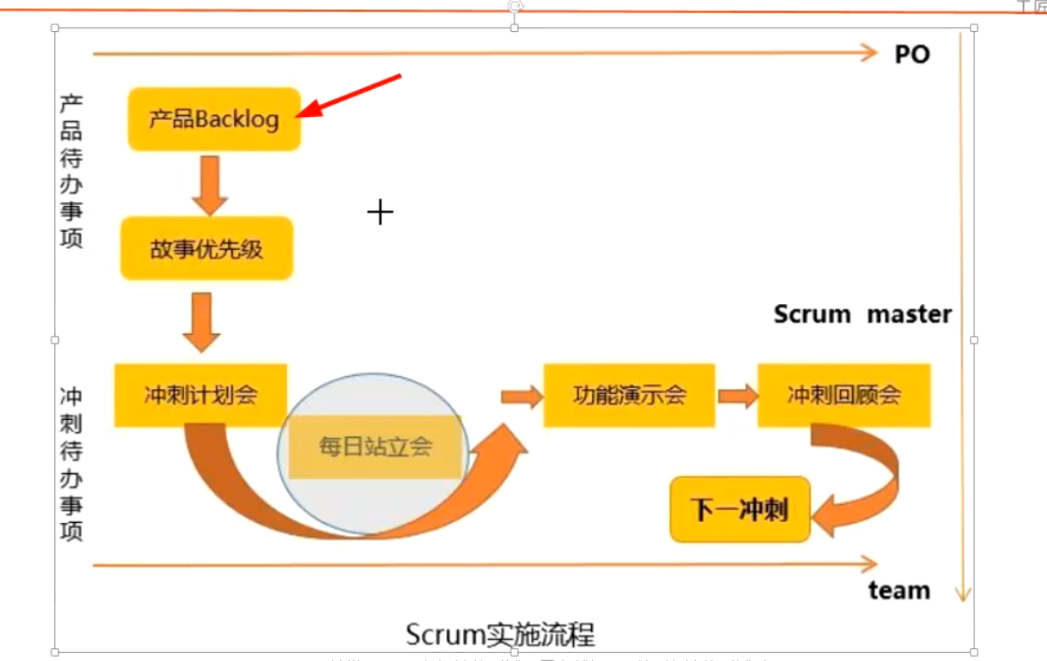 工匠
PO
产品待办事项
产品Backlog
故事优先级
Scrum master
冲刺待办事项
冲刺计划会
每日站立会
功能演示会
冲刺回顾会
下一冲刺
team
Scrum实施流程